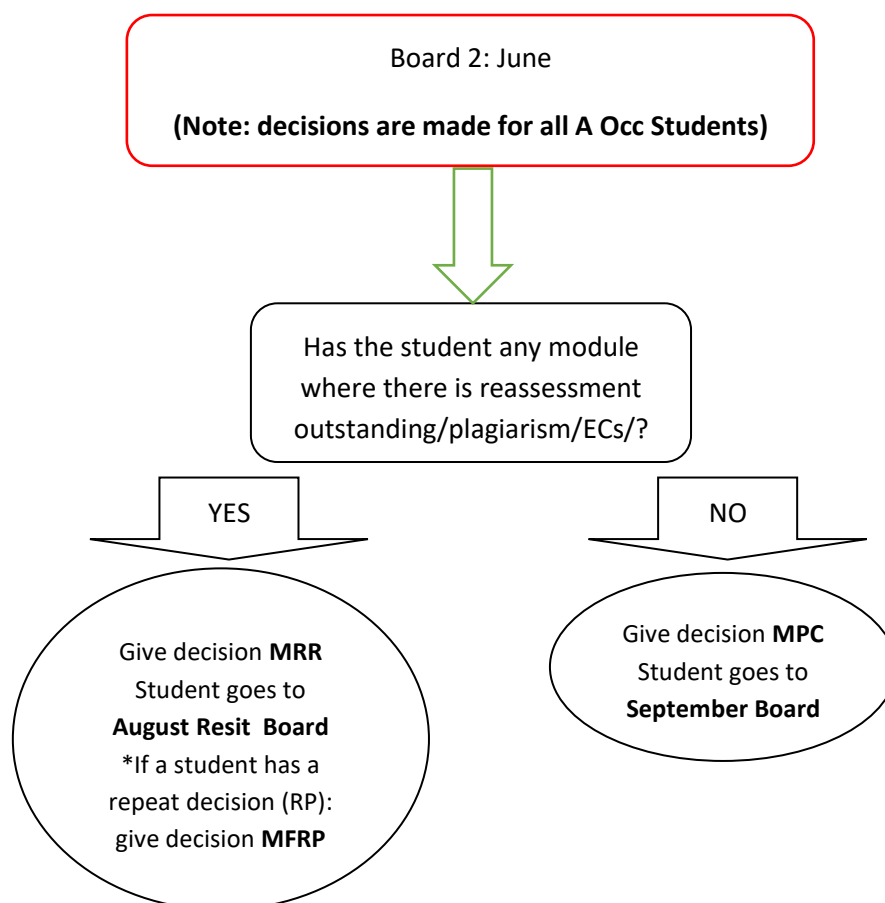 Board 2: June
(Note: decisions are made for all A Occ Students)
Has the student any module
where there is reassessment
outstanding/plagiarism/ECs/?
YES
NO
Give decision MRR
Student goes to
August Resit Board
*If a student has a
repeat decision (RP):
give decision MFRP
Give decision MPC
Student goes to
September Board